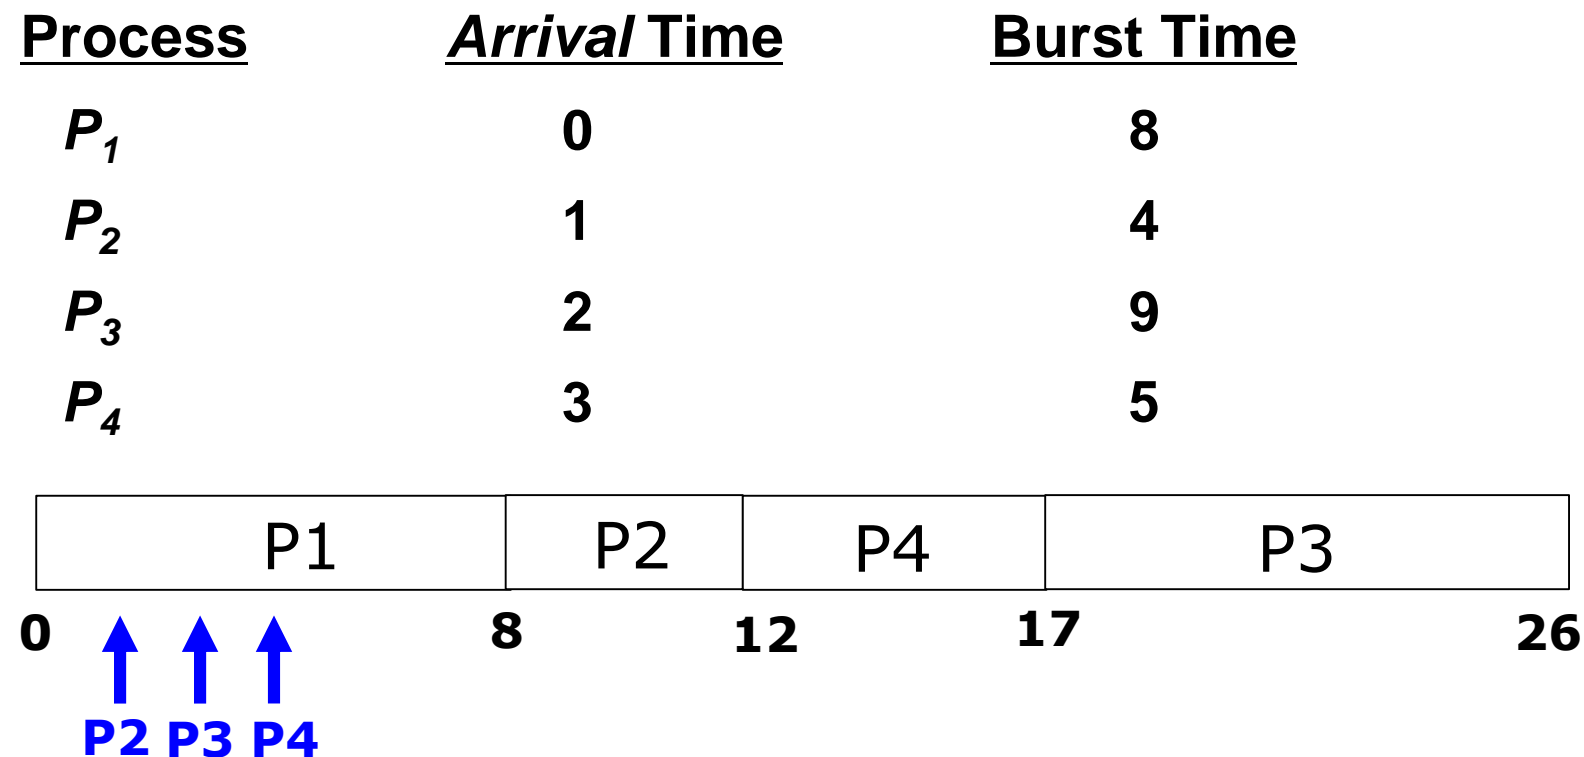 Process Arrival Time Burst Time
P1 0 8
P2 1 4
P3 2 9
P4 3 5
P1 P2 P4 P3
0 8 12 17 26
P2 P3 P4